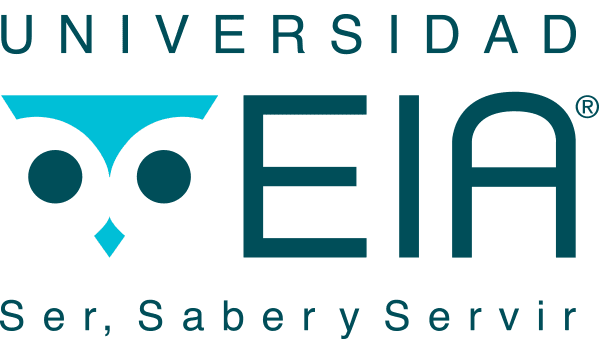 UNIVERSIDAD
EIA®
Ser, Saber y Servir